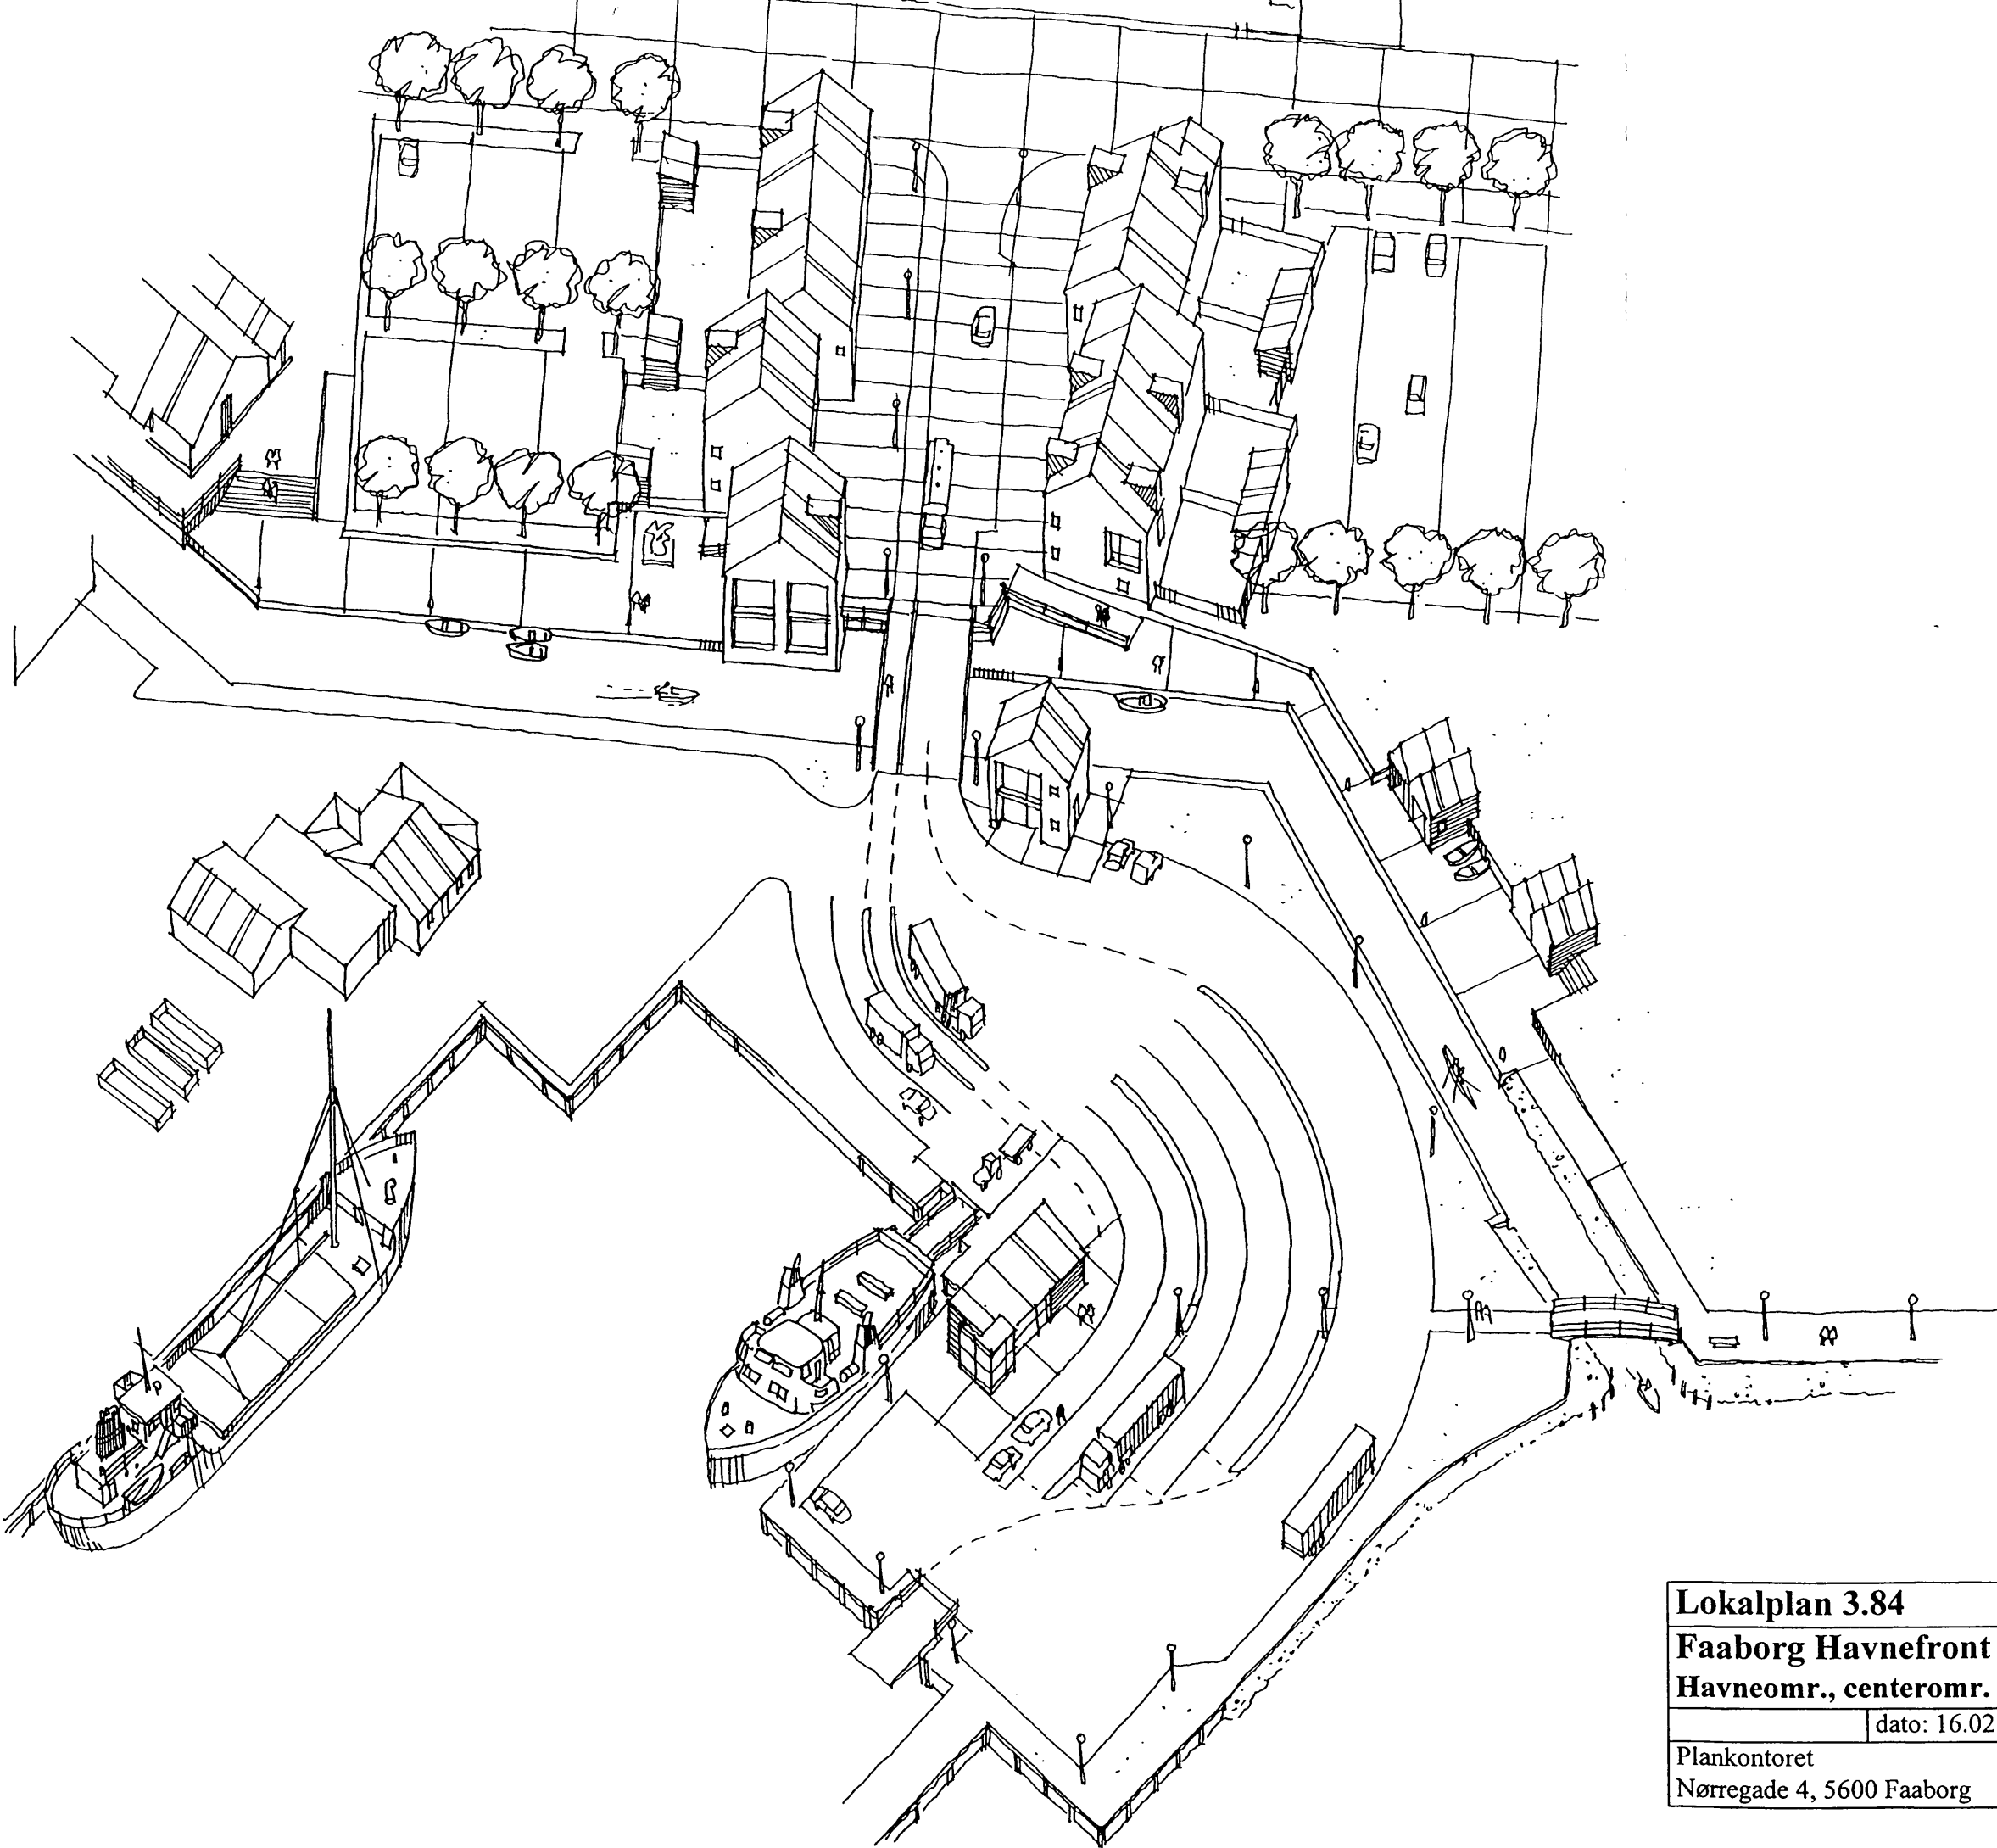 Lokalplan 3.84
Faaborg Havnefront
Havneomr., centeromr.
dato: 16.02
Plankontoret
Nørregade 4, 5600 Faaborg